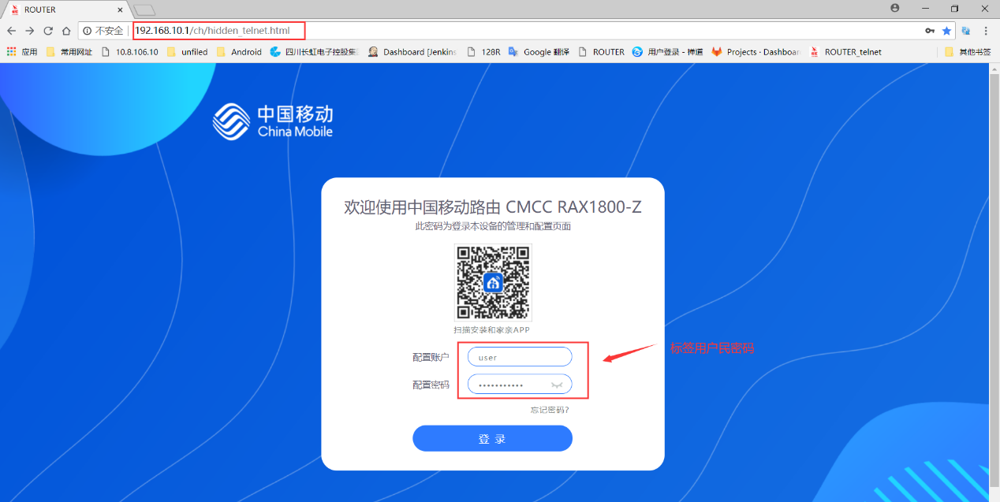 ROUTER
不安全
192.168.10.1/ch/hidden_telnet.html
应用
常用网址
10.8.106.10
unfiled
Android
四川长虹电子控股集
Dashboard [Jenkins
128R
Google 翻译
ROUTER
用户登录 - 禅道
Projects · Dashboar
ROUTER_telnet
其他书签
中国移动
China Mobile
欢迎使用中国移动路由 CMCC RAX1800-Z
此密码为登录本设备的管理和配置页面
扫描安装和家亲APP
配置账户
user
标签用户民密码
配置密码
忘记密码?
登 录